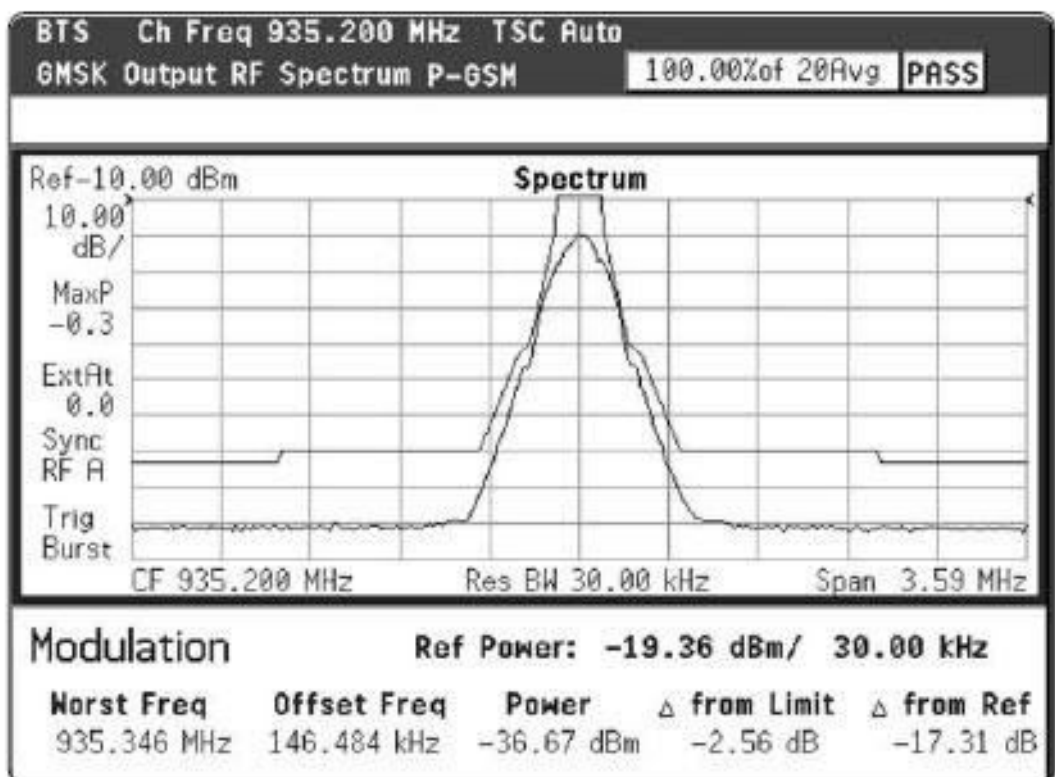 BTS Ch Freq 935.200 MHz TSC Auto
GMSK Output RF Spectrum P-GSM 100.00%of 20Avg PASS
Ref-10.00 dBm Spectrum
10.00
dB/
MaxP
-0.3
ExtAt
0.0
Sync
RF A
Trig
Burst
CF 935.200 MHz Res BW 30.00 kHz Span 3.59 MHz
Modulation Ref Power: -19.36 dBm/ 30.00 kHz
Worst Freq Offset Freq Power Δ from Limit Δ from Ref
935.346 MHz 146.484 kHz -36.67 dBm -2.56 dB -17.31 dB